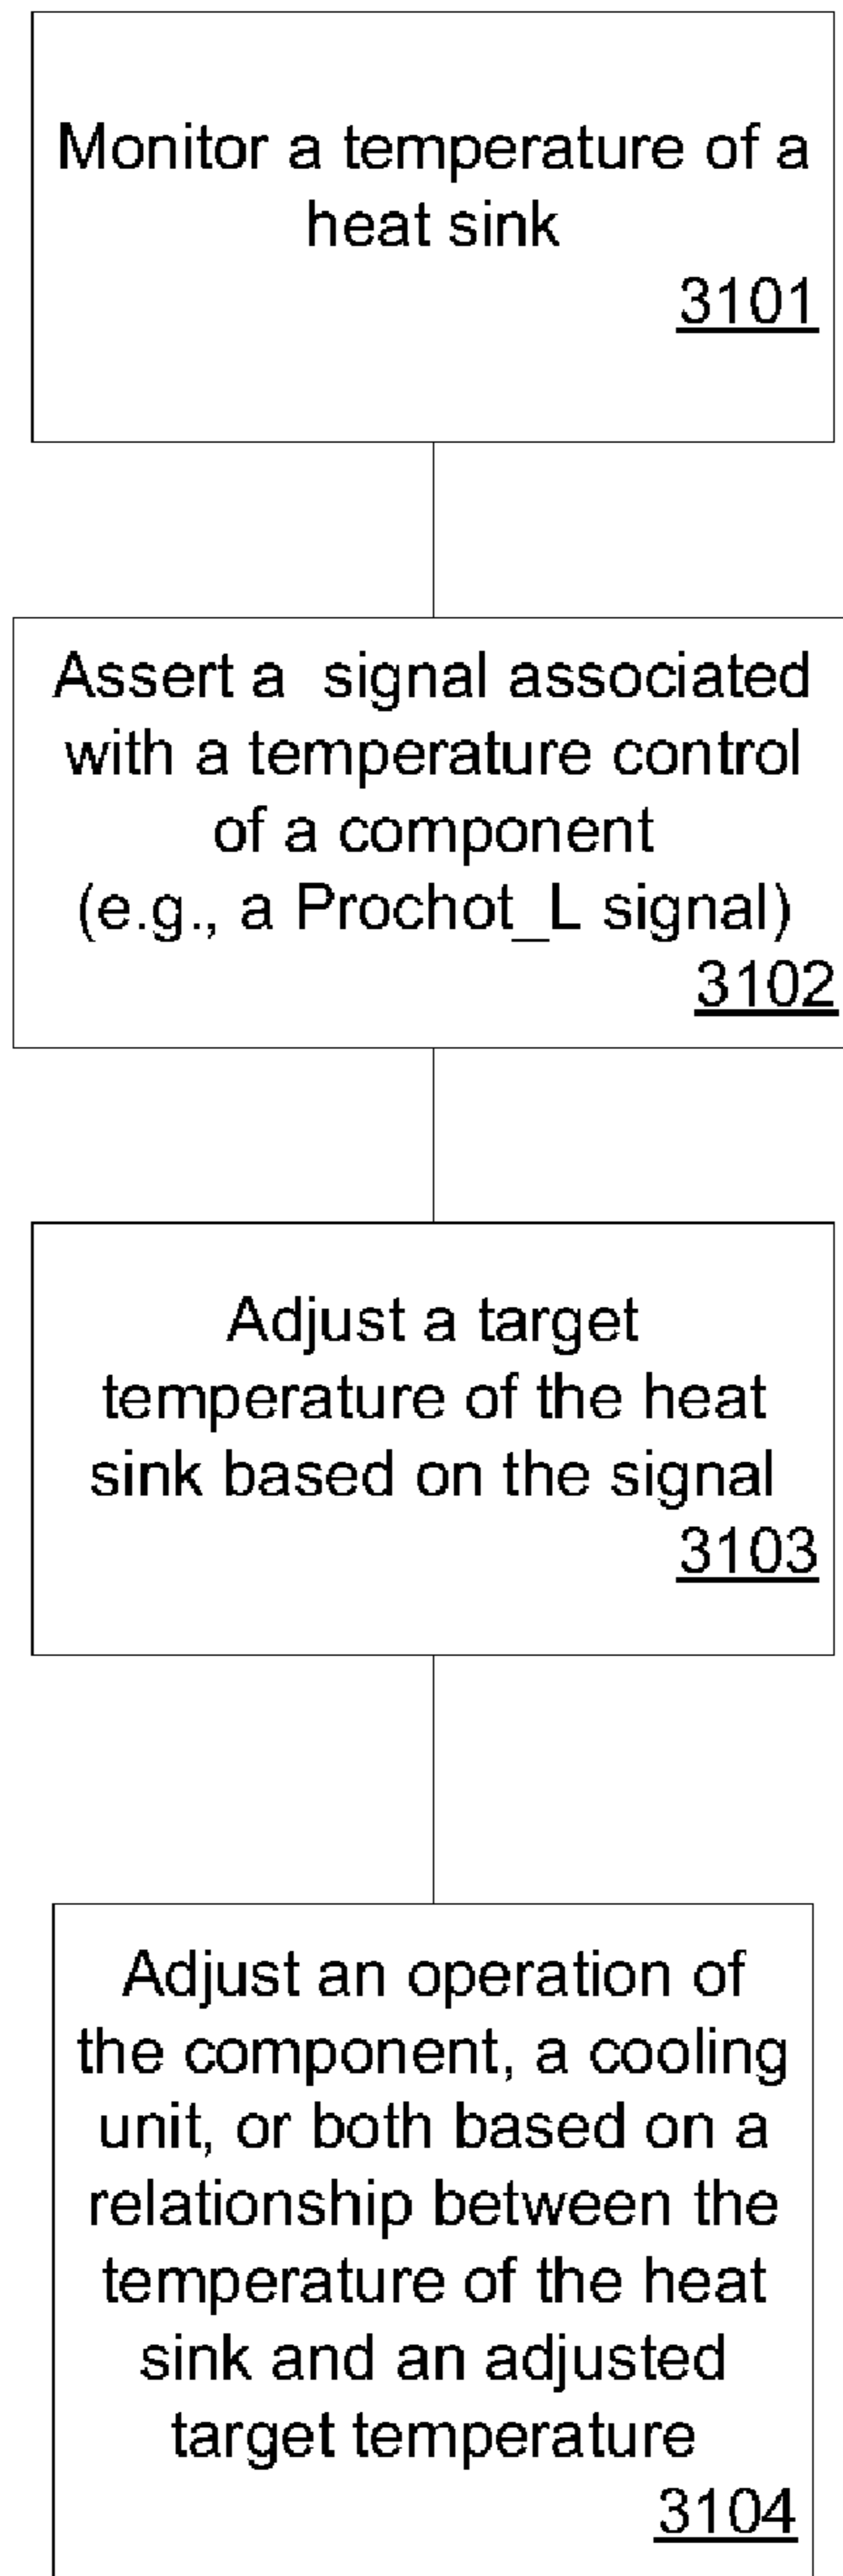 Monitor a temperature of a
heat sink
3101
Assert a  signal associated
with a temperature control
of a component
(e.g., a Prochot_L signal)
3102
Adjust a target
temperature of the heat
sink based on the signal
3103
Adjust an operation of
the component, a cooling
unit, or both based on a
relationship between the
temperature of the heat
sink and an adjusted
target temperature
3104